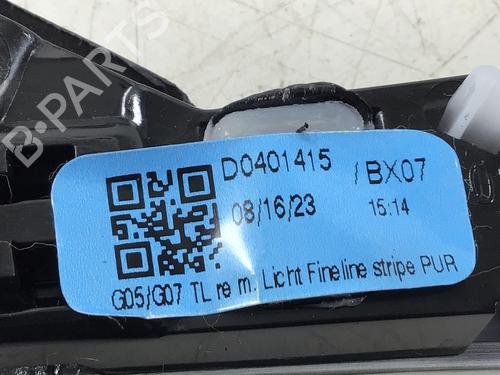 B-PARTS
D0401415 /BX07
08/16/23 15:14
G05/G07 TL re m. Licht Fineline stripe PUR